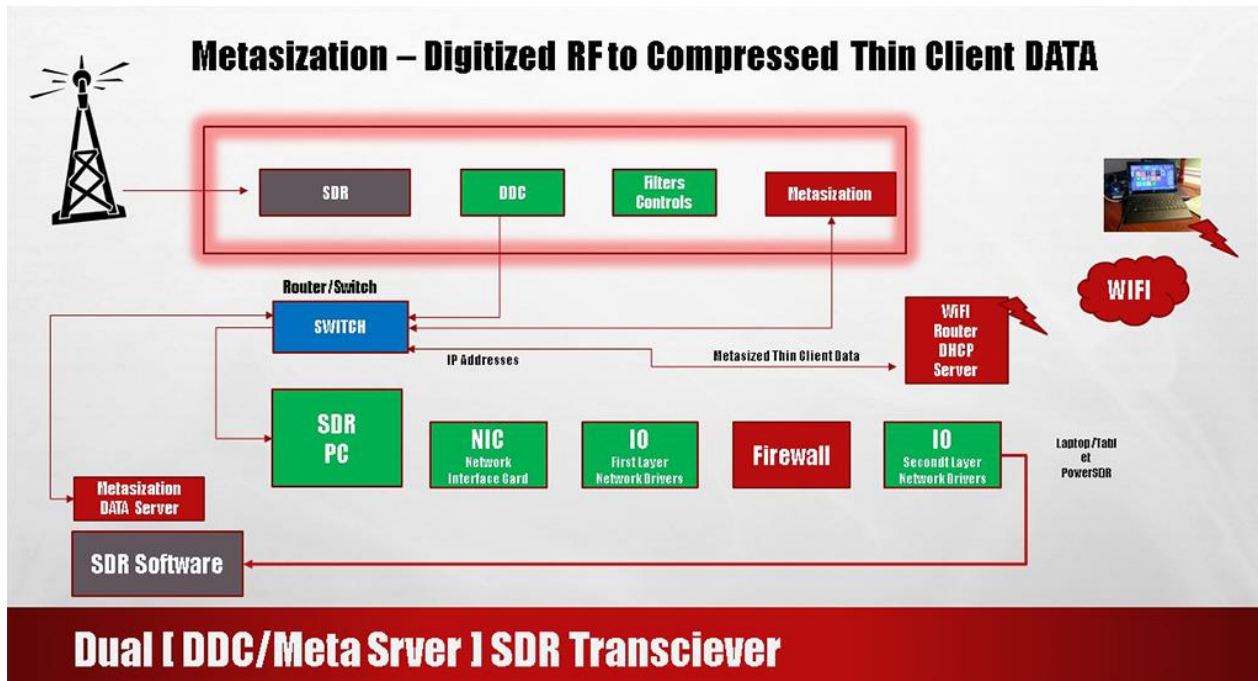 Metasization – Digitized RF to Compressed Thin Client DATA
SDR
DDC
Filters
Controls
Metasization
Router/Switch
SWITCH
IP Addresses
Metasized Thin Client Data
WiFI
Router
DHCP
Server
WIFI
SDR
PC
NIC
Network
Interface Card
IO
First Layer
Network Drivers
Firewall
IO
Secondt Layer
Network Drivers
Laptop/Tabl
et
PowerSDR
Metasization
DATA Server
SDR Software
Dual [ DDC/Meta Srver ] SDR Transciever